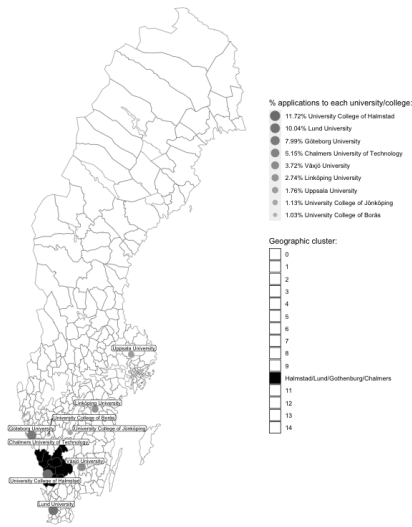 % applications to each university/college:
11.72% University College of Halmstad
10.04% Lund University
7.99% Göteborg University
5.15% Chalmers University of Technology
3.72% Växjö University
2.74% Linköping University
1.76% Uppsala University
1.13% University College of Jönköping
1.03% University College of Borås
Geographic cluster:
0
1
2
3
4
5
6
7
8
9
Halmstad/Lund/Gothenburg/Chalmers
11
12
13
14
Uppsala University
Linköping University
University College of Borås
Göteborg University
University College of Jönköping
Chalmers University of Technology
Växjö University
University College of Halmstad
Lund University